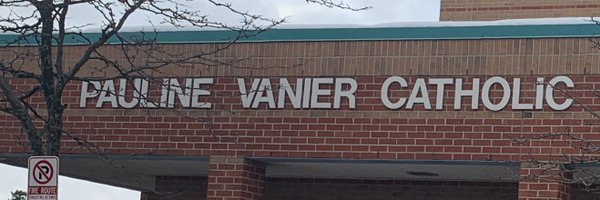 PAULINE VANIER CATHOLIC
FIRE ROUTE